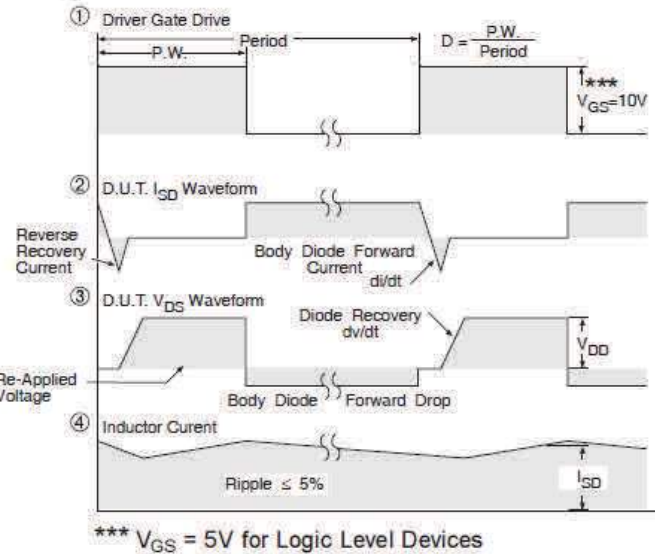 ① Driver Gate Drive
Period
P.W.
D = P.W.
Period
***
VGS=10V
② D.U.T. ISD Waveform
Reverse
Recovery
Current
Body Diode Forward
Current
di/dt
③ D.U.T. VDS Waveform
Diode Recovery
dv/dt
VDD
Re-Applied
Voltage
Body Diode Forward Drop
④ Inductor Curent
Ripple ≤ 5%
ISD
*** VGS = 5V for Logic Level Devices